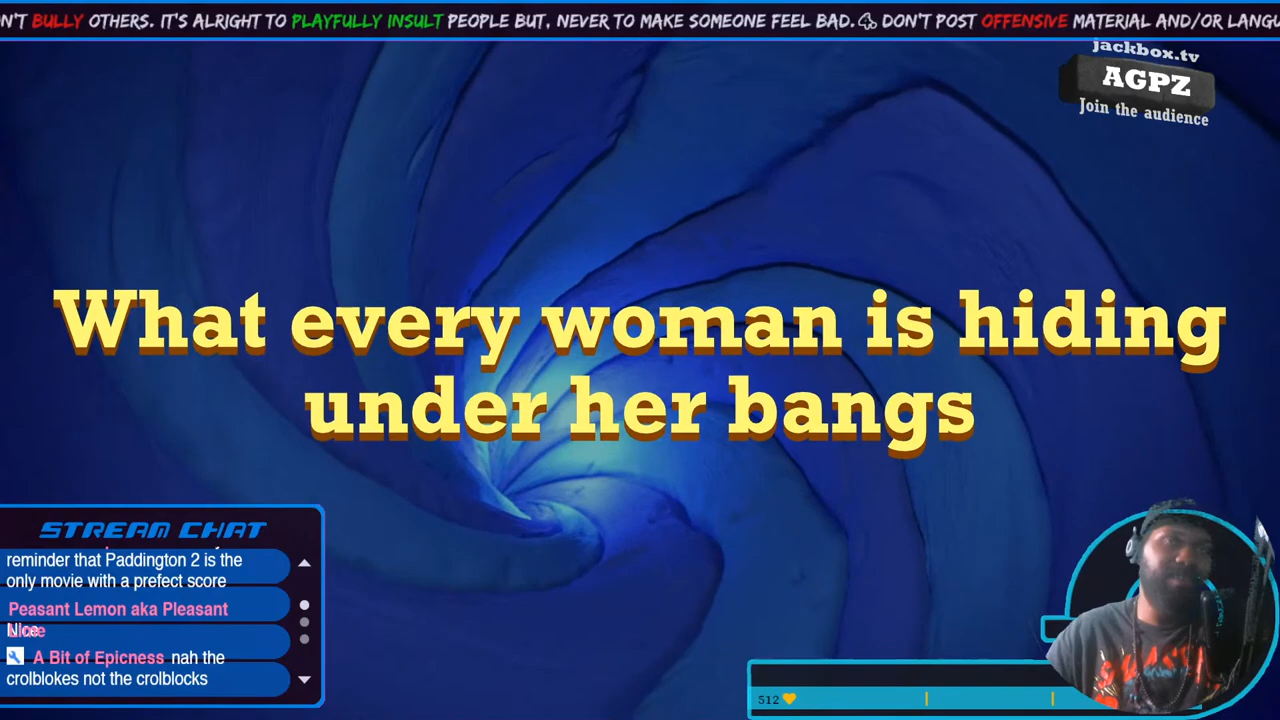 ON'T BULLY OTHERS. IT'S ALRIGHT TO PLAYFULLY INSULT PEOPLE BUT, NEVER TO MAKE SOMEONE FEEL BAD. DON'T POST OFFENSIVE MATERIAL AND/OR LANGU
jackbox.tv
AGPZ
Join the audience
What every woman is hiding
under her bangs
STREAM CHAT
reminder that Paddington 2 is the
only movie with a prefect score
Peasant Lemon aka Pleasant
Lime
A Bit of Epicness nah the
crolblokes not the crolblocks
512